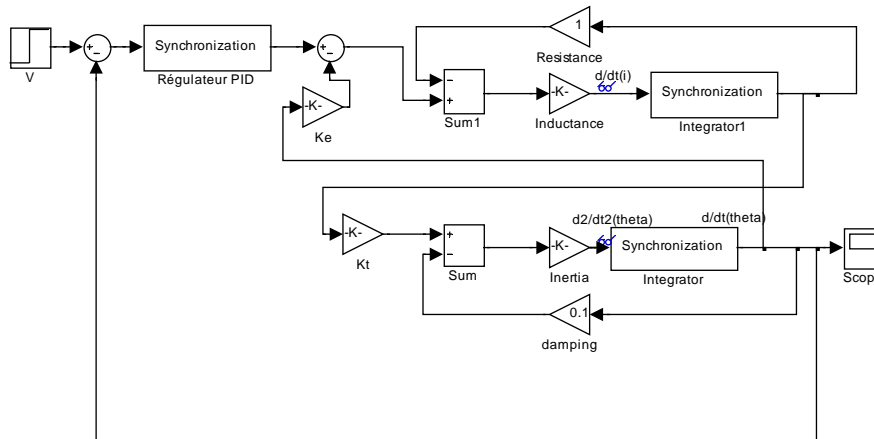 1
Resistance
Synchronization
Régulateur PID
V
-K-
Ke
Sum1
-K-
Inductance
d/dt(i)
Synchronization
Integrator1
-K-
Kt
Sum
-K-
Inertia
d2/dt2(theta)
Synchronization
Integrator
d/dt(theta)
Scop
0.1
damping